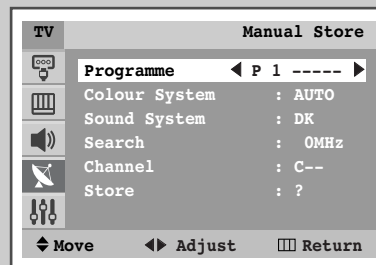 TV Manual Store
Programme P 1 -----
Colour System : AUTO
Sound System : DK
Search : 0MHz
Channel : C--
Store : ?
Move Adjust Return